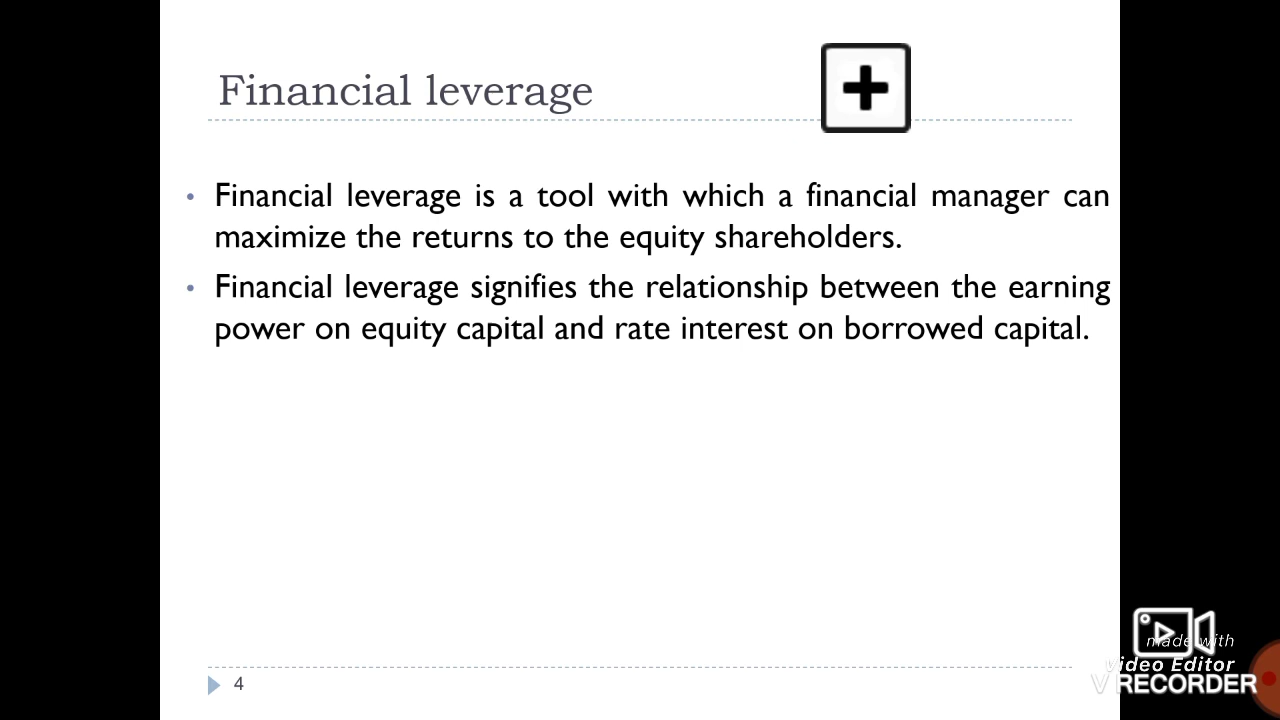 Financial leverage
• Financial leverage is a tool with which a financial manager can
maximize the returns to the equity shareholders.
• Financial leverage signifies the relationship between the earning
power on equity capital and rate interest on borrowed capital.
4
made with
Video Editor
V RECORDER